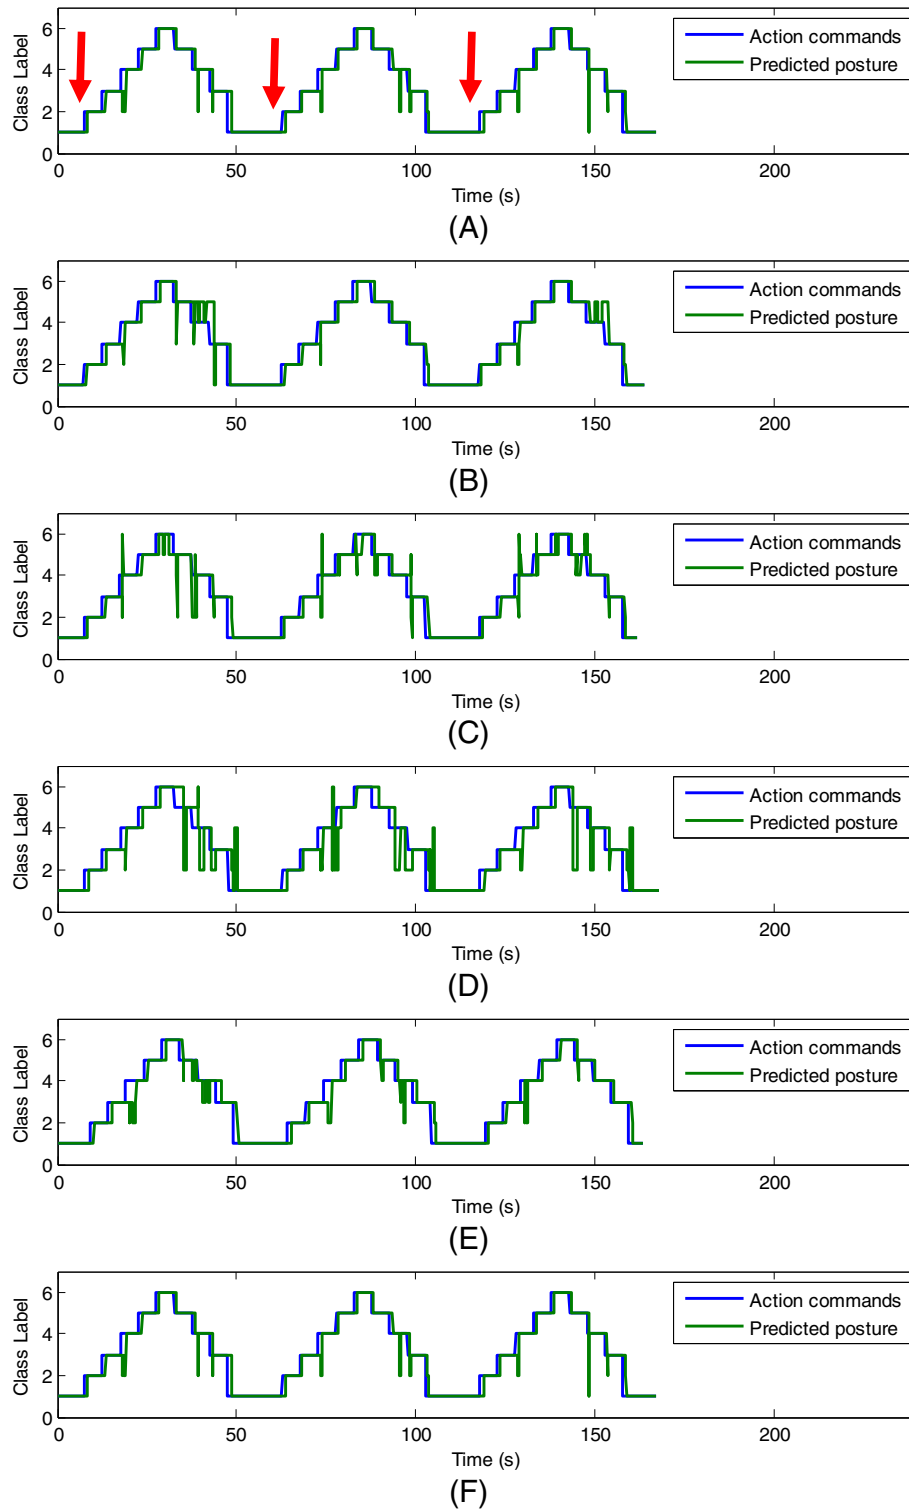 Class Label
6
4
2
0
0
50
100
150
200
Action commands
Predicted posture
Time (s)
(A)
Class Label
6
4
2
0
0
50
100
150
200
Action commands
Predicted posture
Time (s)
(B)
Class Label
6
4
2
0
0
50
100
150
200
Action commands
Predicted posture
Time (s)
(C)
Class Label
6
4
2
0
0
50
100
150
200
Action commands
Predicted posture
Time (s)
(D)
Class Label
6
4
2
0
0
50
100
150
200
Action commands
Predicted posture
Time (s)
(E)
Class Label
6
4
2
0
0
50
100
150
200
Action commands
Predicted posture
Time (s)
(F)